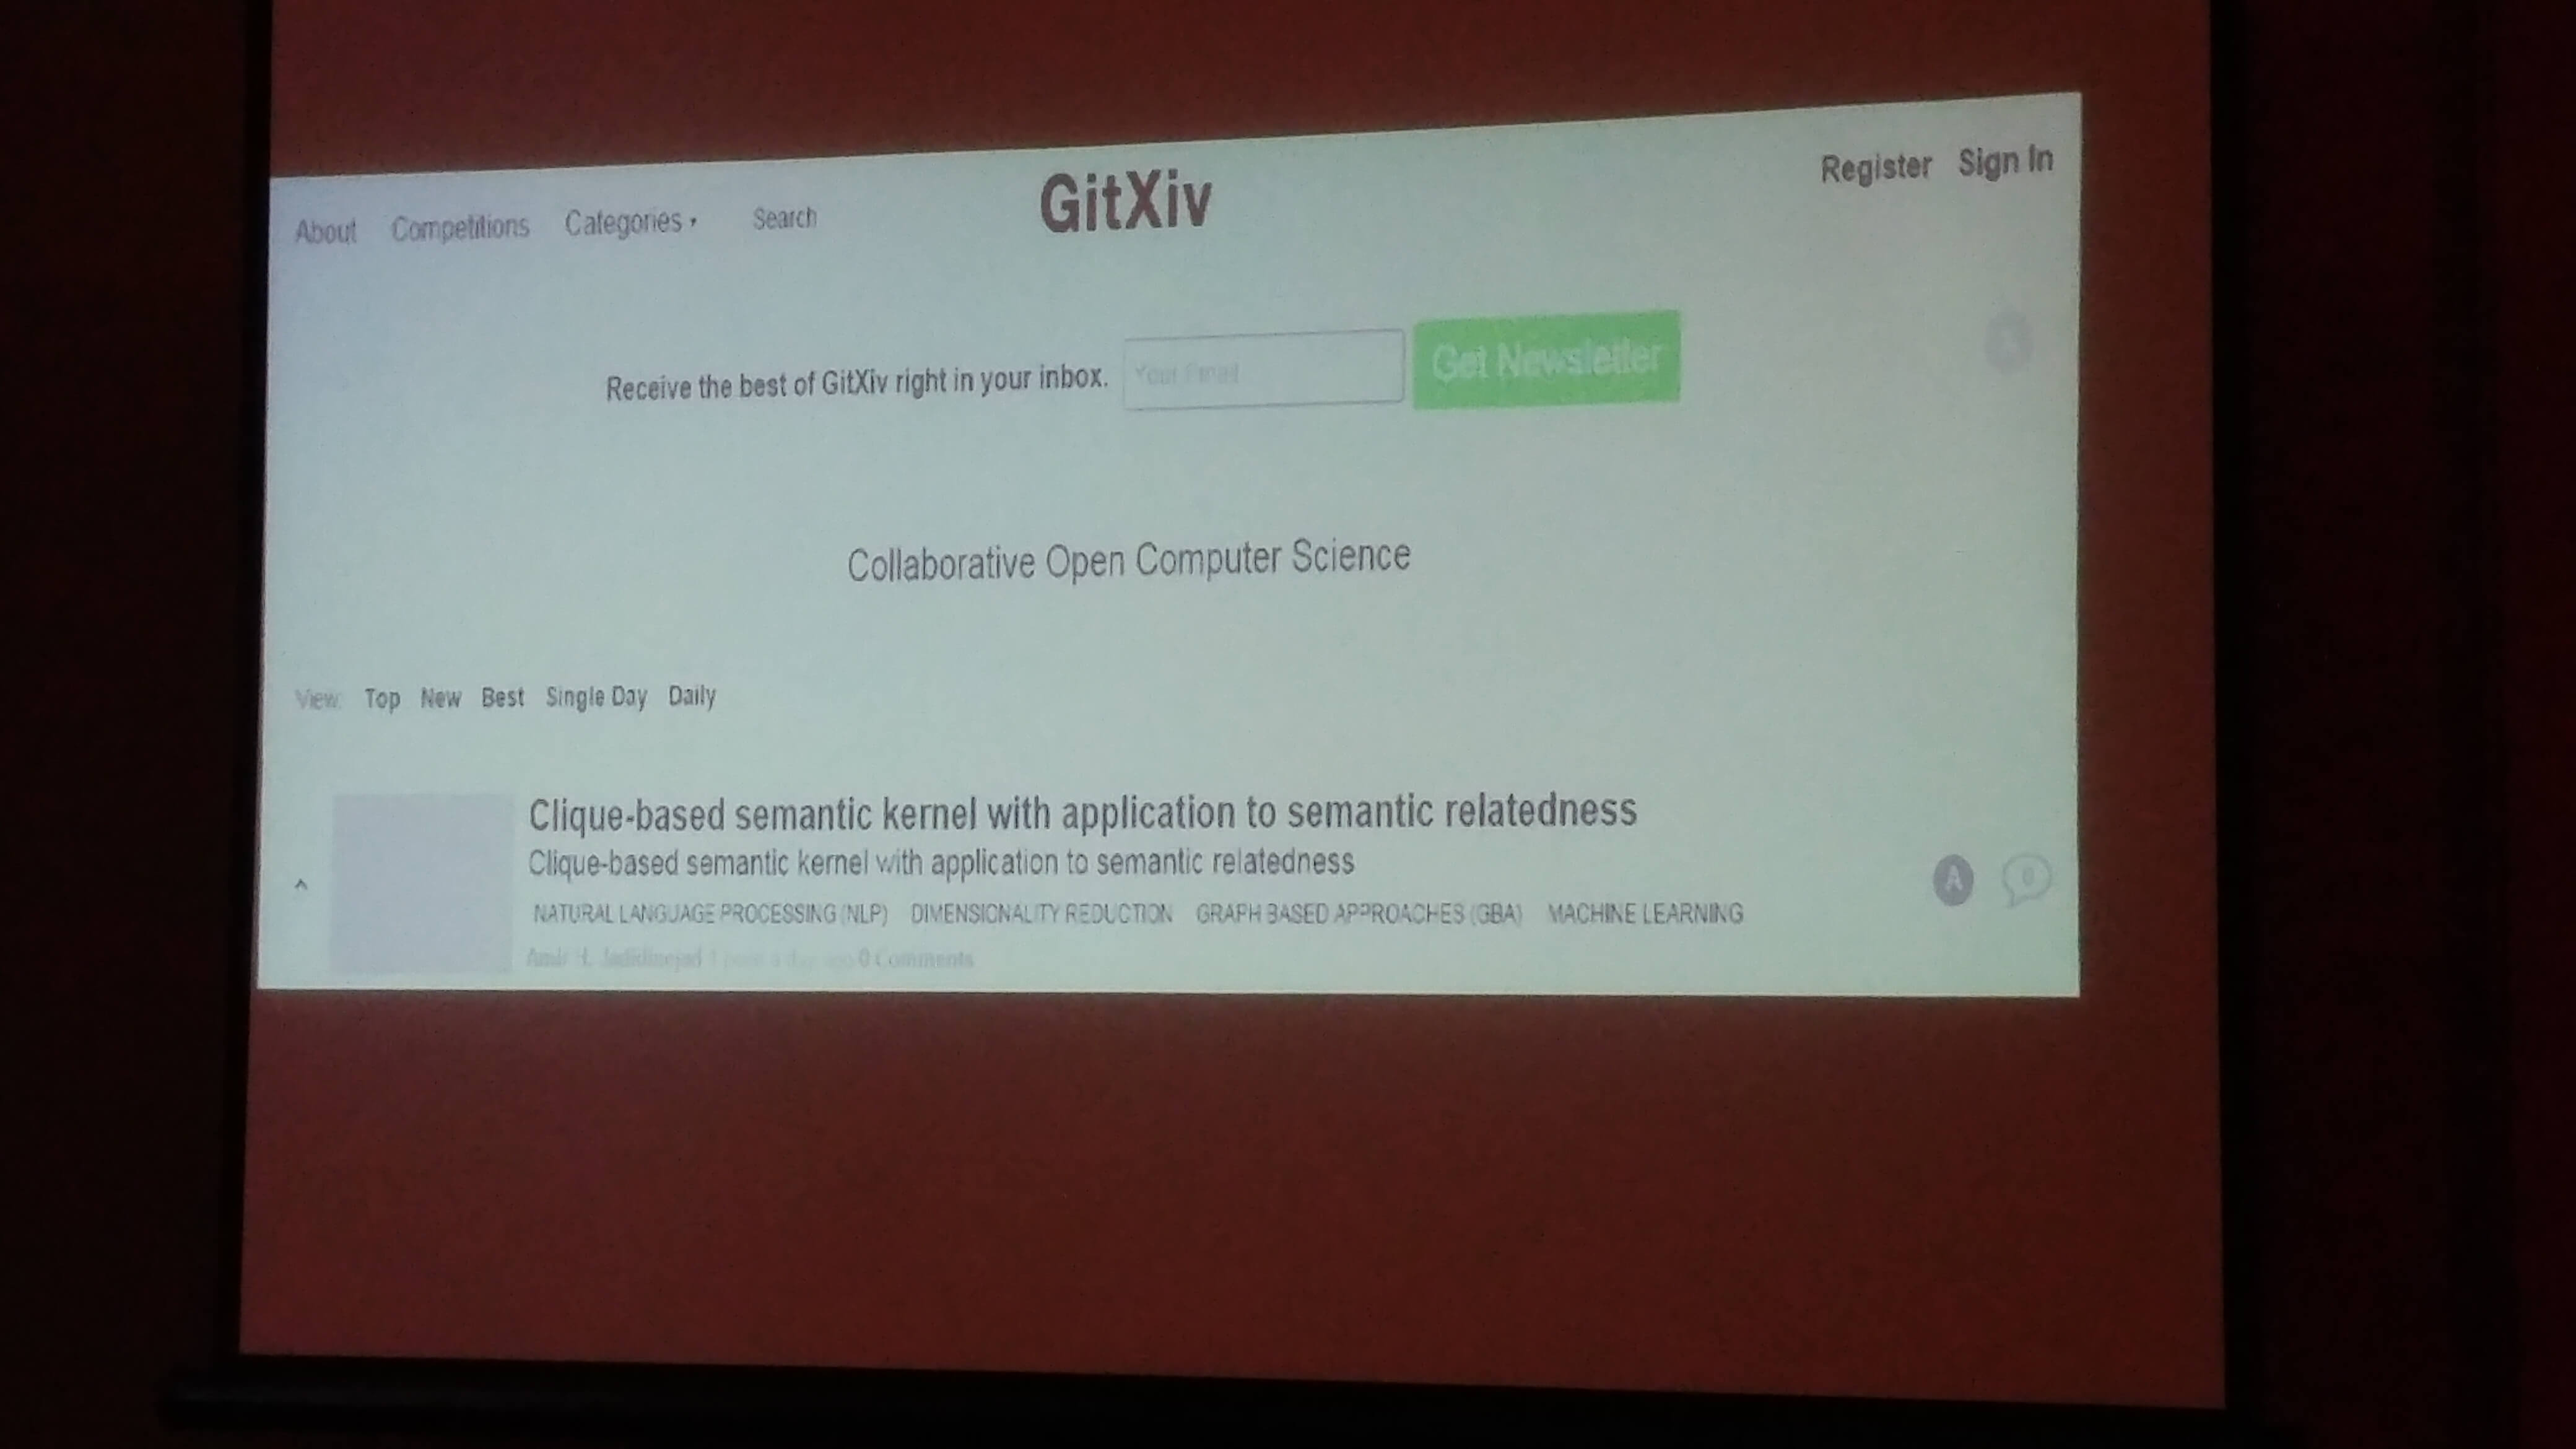 GitXiv
Register Sign In
About Competitions Categories Search
Receive the best of GitXiv right in your inbox. Your Email Get Newsletter
Collaborative Open Computer Science
View: Top New Best Single Day Daily
Clique-based semantic kernel with application to semantic relatedness
Clique-based semantic kernel with application to semantic relatedness
NATURAL LANGUAGE PROCESSING (NLP) DIMENSIONALITY REDUCTION GRAPH BASED APPROACHES (GBA) MACHINE LEARNING
A 0
0 Comments